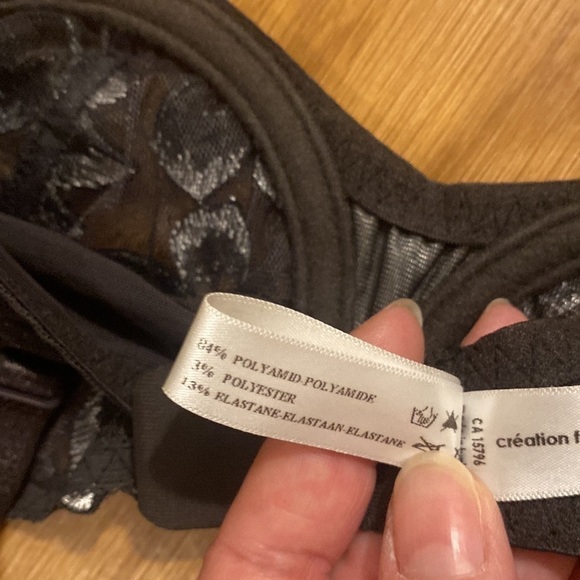 84% POLYAMID-POLYAMIDE
3% POLYESTER
13% ELASTANE-ELASTAAN-ELASTANE
CA 15796
création f